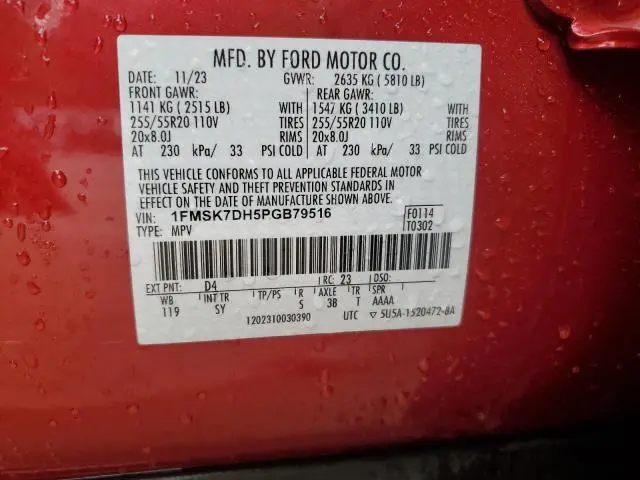 MFD. BY FORD MOTOR CO.
DATE: 11/23 GVWR: 2635 KG ( 5810 LB)
FRONT GAWR: REAR GAWR:
1141 KG ( 2515 LB) WITH 1547 KG ( 3410 LB) WITH
255/55R20 110V TIRES 255/55R20 110V TIRES
20x8.0J RIMS 20x8.0J RIMS
AT 230 kPa/ 33 PSI COLD AT 230 kPa/ 33 PSI COLD
THIS VEHICLE CONFORMS TO ALL APPLICABLE FEDERAL MOTOR
VEHICLE SAFETY AND THEFT PREVENTION STANDARDS IN
EFFECT ON THE DATE OF MANUFACTURE SHOWN ABOVE.
VIN: 1FMSK7DH5PGB79516 F0114
TYPE: MPV T0302
EXT PNT: D4 RC: 23 DSO:
WB INT TR TP/PS R AXLE TR SPR
119 SY S 3B T AAAA
1202310030390 UTC ▽ 5U5A-1520472-BA